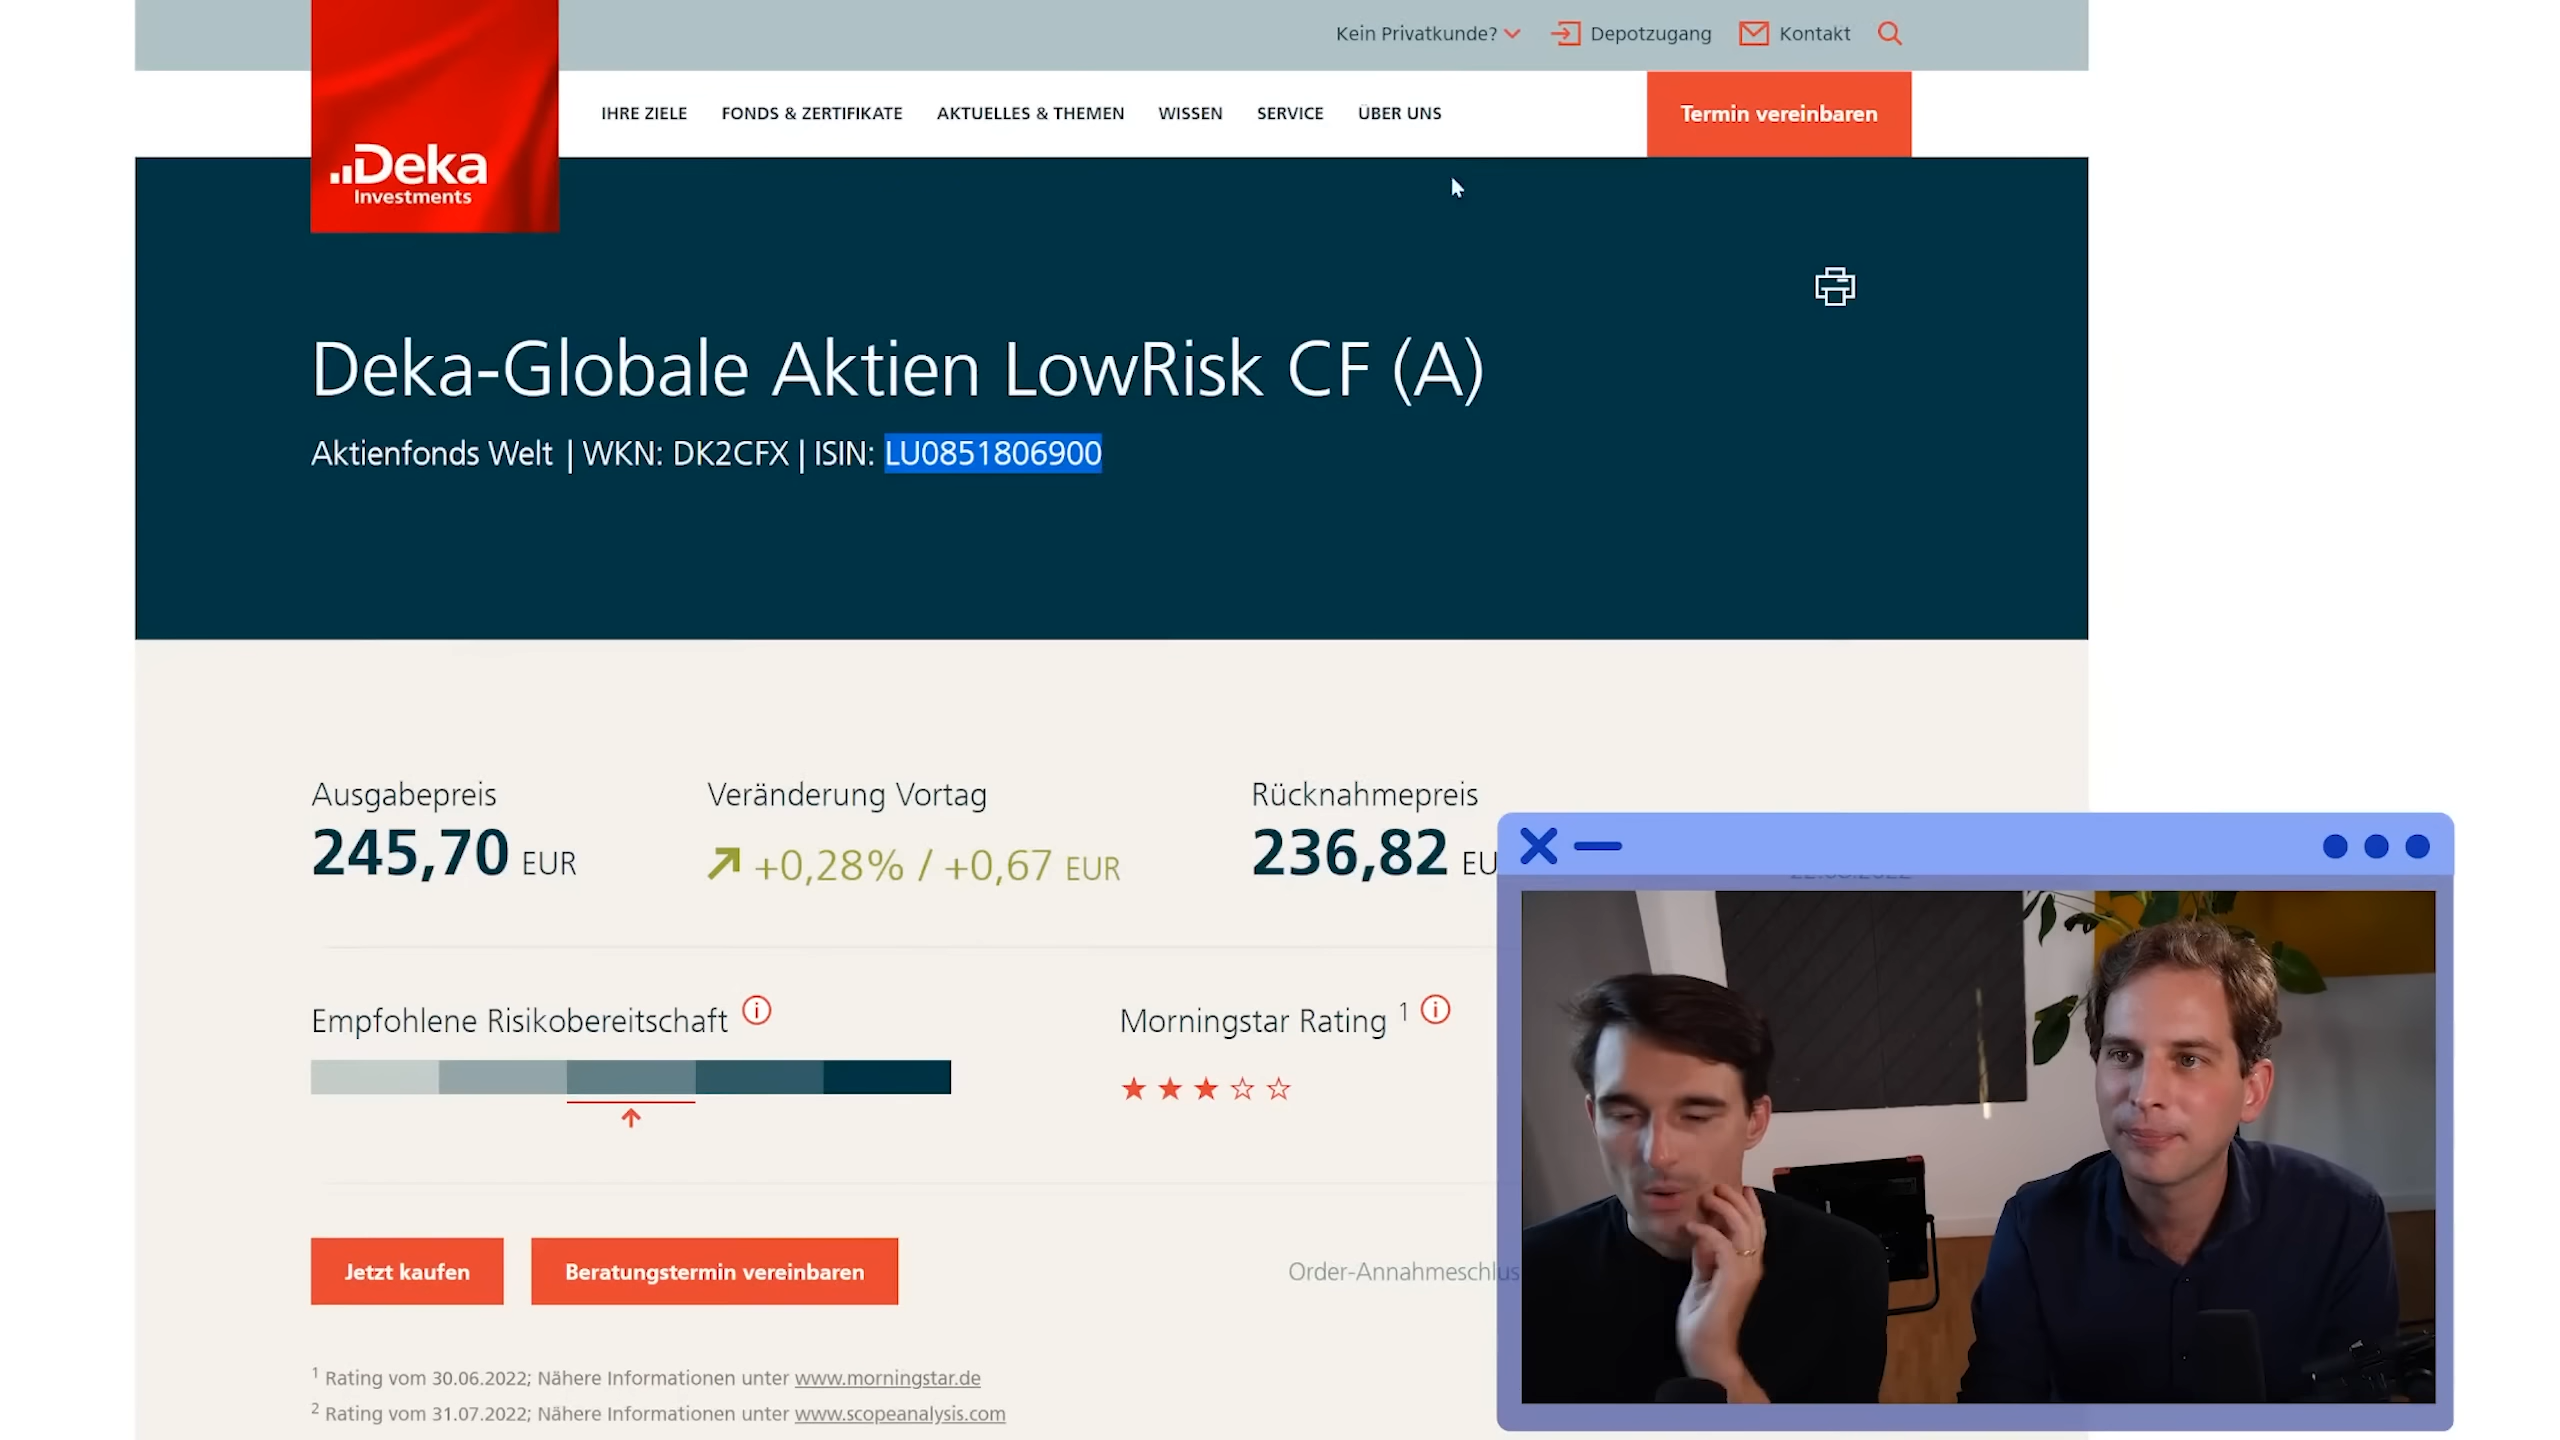 Kein Privatkunde? Depotzugang Kontakt
IHRE ZIELE FONDS & ZERTIFIKATE AKTUELLES & THEMEN WISSEN SERVICE ÜBER UNS Termin vereinbaren
Deka
Investments
Deka-Globale Aktien LowRisk CF (A)
Aktienfonds Welt | WKN: DK2CFX | ISIN: LU0851806900
Ausgabepreis Veränderung Vortag Rücknahmepreis
245,70 EUR +0,28% / +0,67 EUR 236,82 EU
Empfohlene Risikobereitschaft Morningstar Rating 1
Jetzt kaufen Beratungstermin vereinbaren Order-Annahmeschlus
1 Rating vom 30.06.2022; Nähere Informationen unter www.morningstar.de
2 Rating vom 31.07.2022; Nähere Informationen unter www.scopeanalysis.com